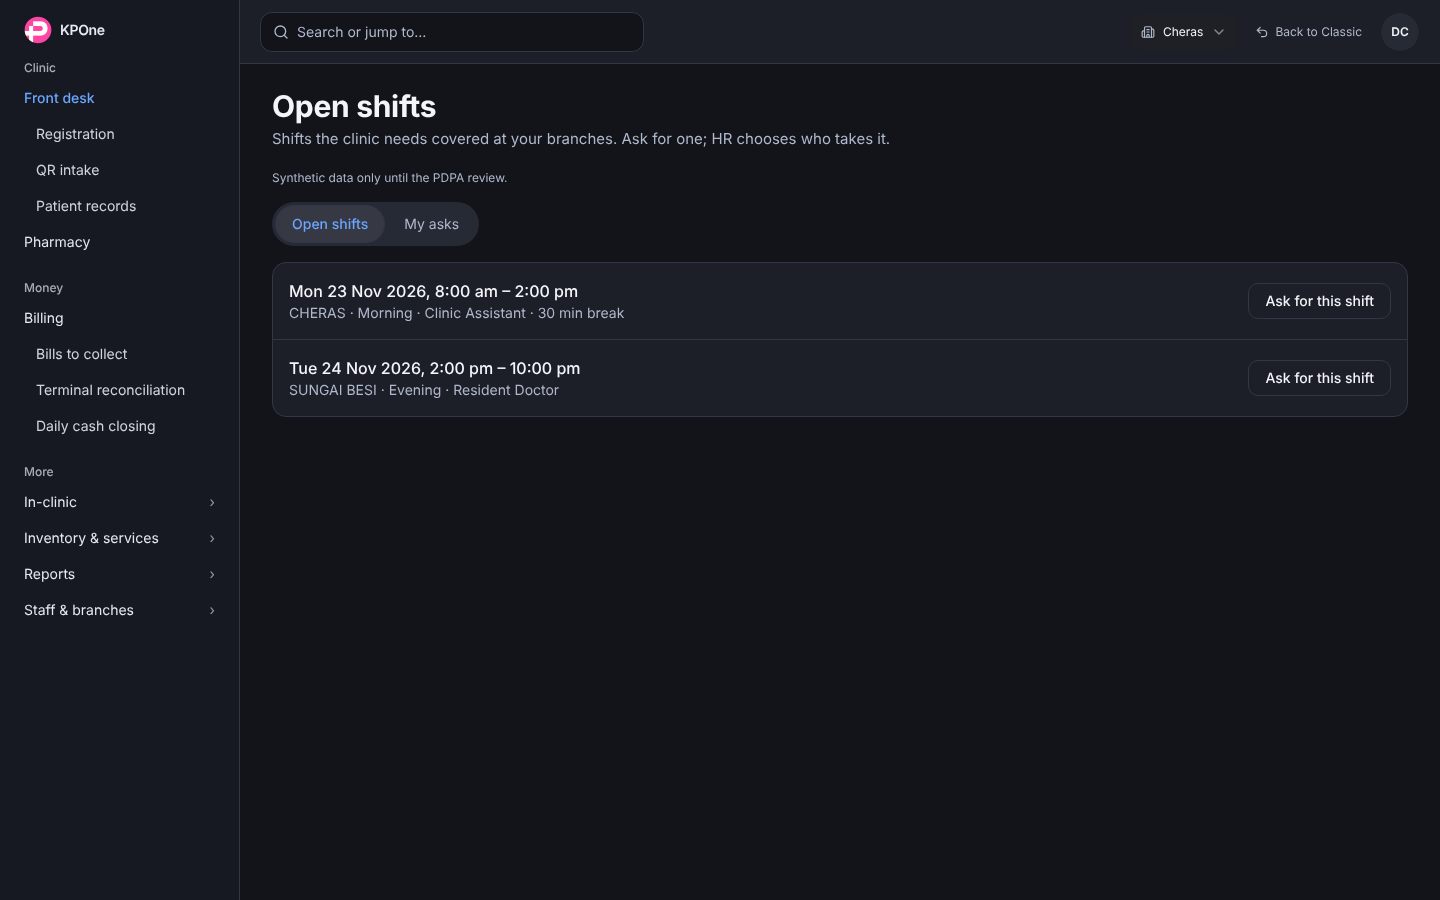 KPOne
Clinic
Front desk
Registration
QR intake
Patient records
Pharmacy
Money
Billing
Bills to collect
Terminal reconciliation
Daily cash closing
More
In-clinic
Inventory & services
Reports
Staff & branches
Search or jump to...
Cheras
Back to Classic
DC
Open shifts
Shifts the clinic needs covered at your branches. Ask for one; HR chooses who takes it.
Synthetic data only until the PDPA review.
Open shifts
My asks
Mon 23 Nov 2026, 8:00 am – 2:00 pm
CHERAS · Morning · Clinic Assistant · 30 min break
Ask for this shift
Tue 24 Nov 2026, 2:00 pm – 10:00 pm
SUNGAI BESI · Evening · Resident Doctor
Ask for this shift